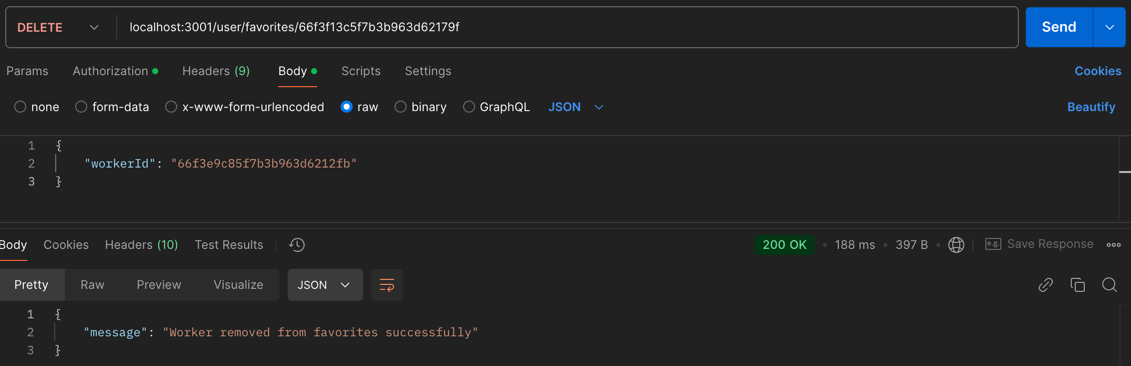 DELETE localhost:3001/user/favorites/66f3f13c5f7b3b963d62179f Send
Params Authorization Headers (9) Body Scripts Settings Cookies
none form-data x-www-form-urlencoded raw binary GraphQL JSON Beautify
1 {
2 "workerId": "66f3e9c85f7b3b963d6212fb"
3 }
Body Cookies Headers (10) Test Results 200 OK • 188 ms • 397 B • e.g. Save Response
Pretty Raw Preview Visualize JSON
1 {
2 "message": "Worker removed from favorites successfully"
3 }